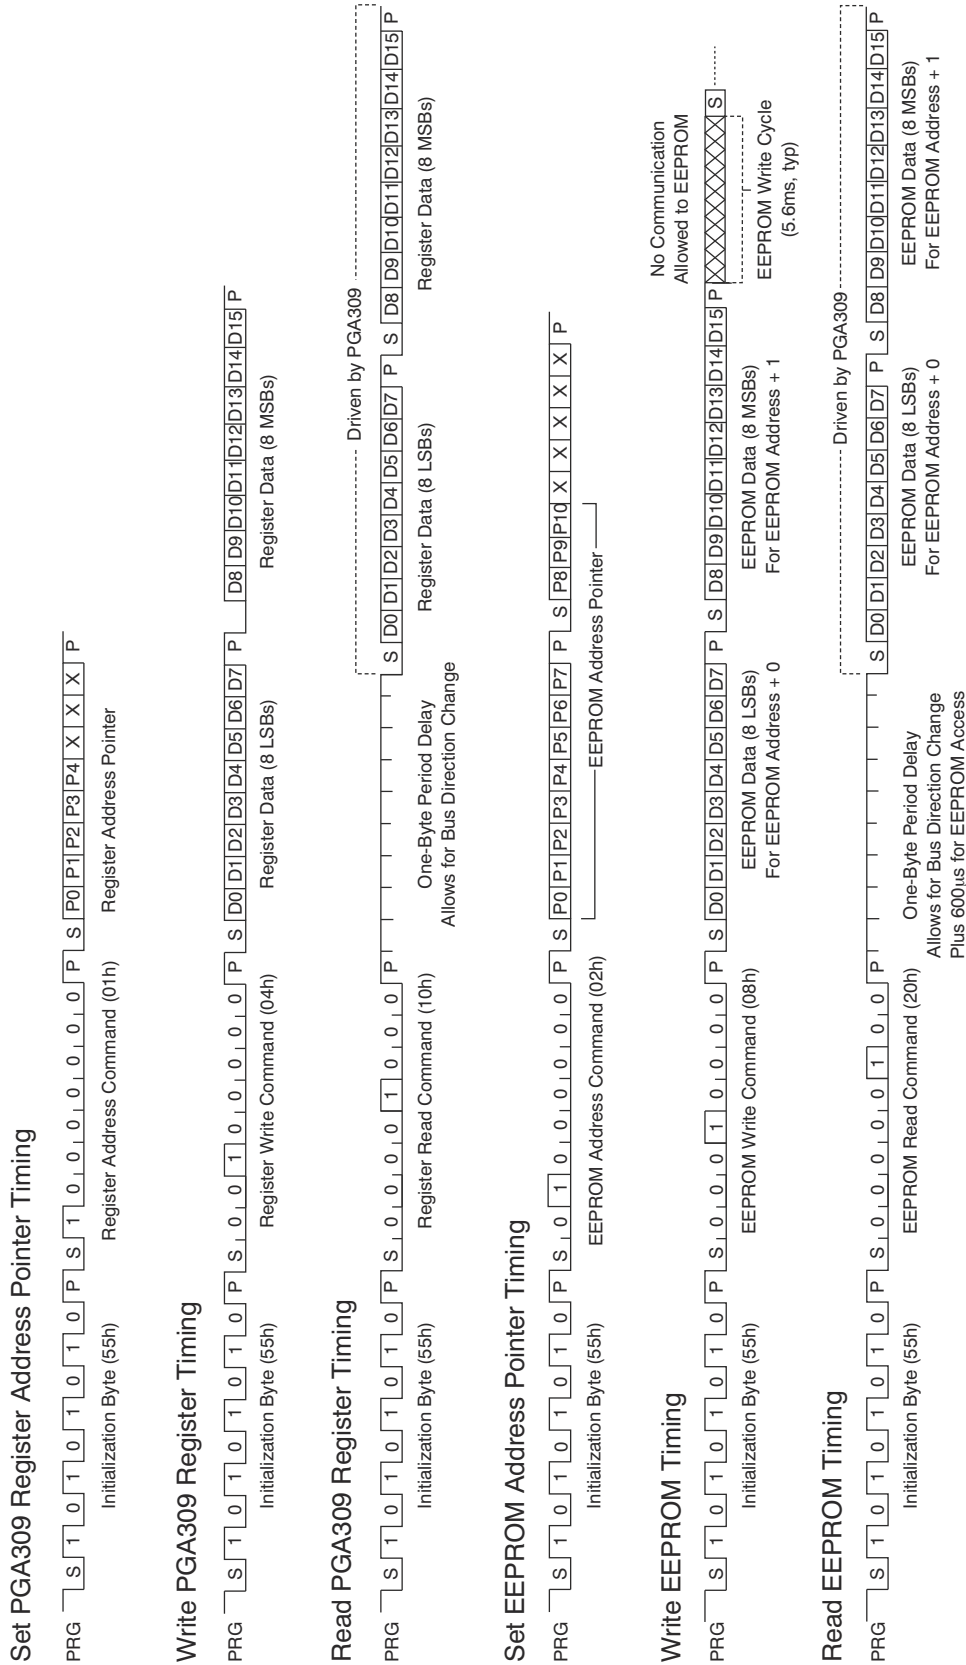 Set PGA309 Register Address Pointer Timing
PRG S 1 0 1 0 1 0 1 0 P S 1 0 0 0 0 0 0 0 P S P0 P1 P2 P3 P4 X X X P
Initialization Byte (55h) Register Address Command (01h) Register Address Pointer
Write PGA309 Register Timing
PRG S 1 0 1 0 1 0 1 0 P S 0 0 1 0 0 0 0 0 P S D0 D1 D2 D3 D4 D5 D6 D7 P D8 D9 D10 D11 D12 D13 D14 D15 P
Initialization Byte (55h) Register Write Command (04h) Register Data (8 LSBs) Register Data (8 MSBs)
Read PGA309 Register Timing
Driven by PGA309
PRG S 1 0 1 0 1 0 1 0 P S 0 0 0 0 1 0 0 0 P S D0 D1 D2 D3 D4 D5 D6 D7 P S D8 D9 D10 D11 D12 D13 D14 D15 P
Initialization Byte (55h) Register Read Command (10h) One-Byte Period Delay Register Data (8 LSBs) Register Data (8 MSBs)
Allows for Bus Direction Change
Set EEPROM Address Pointer Timing
PRG S 1 0 1 0 1 0 1 0 P S 0 1 0 0 0 0 0 0 P S P0 P1 P2 P3 P4 P5 P6 P7 P S P8 P9 P10 X X X X X P
Initialization Byte (55h) EEPROM Address Command (02h) EEPROM Address Pointer
Write EEPROM Timing
No Communication
Allowed to EEPROM
PRG S 1 0 1 0 1 0 1 0 P S 0 0 0 1 0 0 0 0 P S D0 D1 D2 D3 D4 D5 D6 D7 P S D8 D9 D10 D11 D12 D13 D14 D15 P S
Initialization Byte (55h) EEPROM Write Command (08h) EEPROM Data (8 LSBs) EEPROM Data (8 MSBs) EEPROM Write Cycle
For EEPROM Address + 0 For EEPROM Address + 1 (5.6ms, typ)
Read EEPROM Timing
Driven by PGA309
PRG S 1 0 1 0 1 0 1 0 P S 0 0 0 0 0 1 0 0 P S D0 D1 D2 D3 D4 D5 D6 D7 P S D8 D9 D10 D11 D12 D13 D14 D15 P
Initialization Byte (55h) EEPROM Read Command (20h) One-Byte Period Delay EEPROM Data (8 LSBs) EEPROM Data (8 MSBs)
Allows for Bus Direction Change For EEPROM Address + 0 For EEPROM Address + 1
Plus 600µs for EEPROM Access